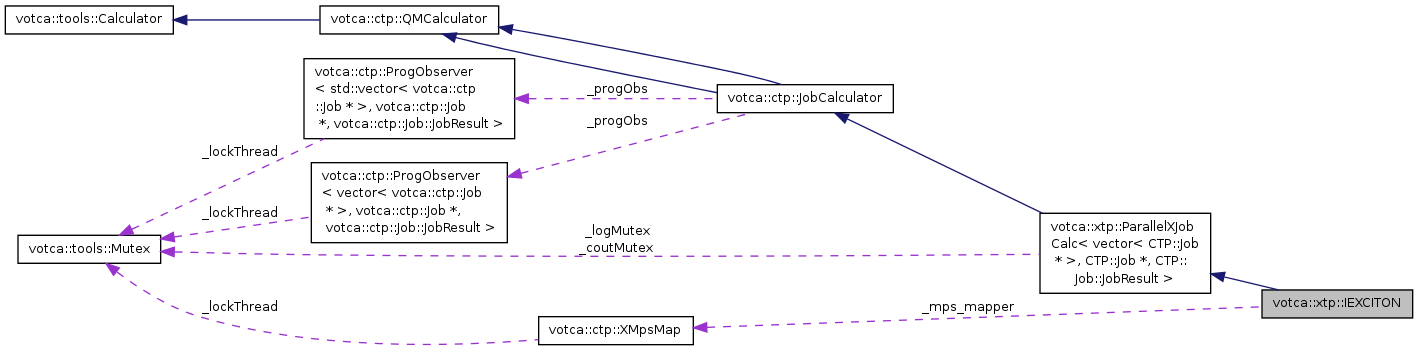 votca::tools::Calculator
votca::ctp::QMCalculator
votca::ctp::ProgObserver
< std::vector< votca::ctp
::Job * >, votca::ctp::Job
*, votca::ctp::Job::JobResult >
_progObs
votca::ctp::JobCalculator
_progObs
_lockThread
votca::ctp::ProgObserver
< vector< votca::ctp::Job
* >, votca::ctp::Job *,
votca::ctp::Job::JobResult >
_lockThread
votca::tools::Mutex
_logMutex
_coutMutex
votca::xtp::ParallelXJob
Calc< vector< CTP::Job
* >, CTP::Job *, CTP::
Job::JobResult >
votca::xtp::IEXCITON
_lockThread
_mps_mapper
votca::ctp::XMpsMap